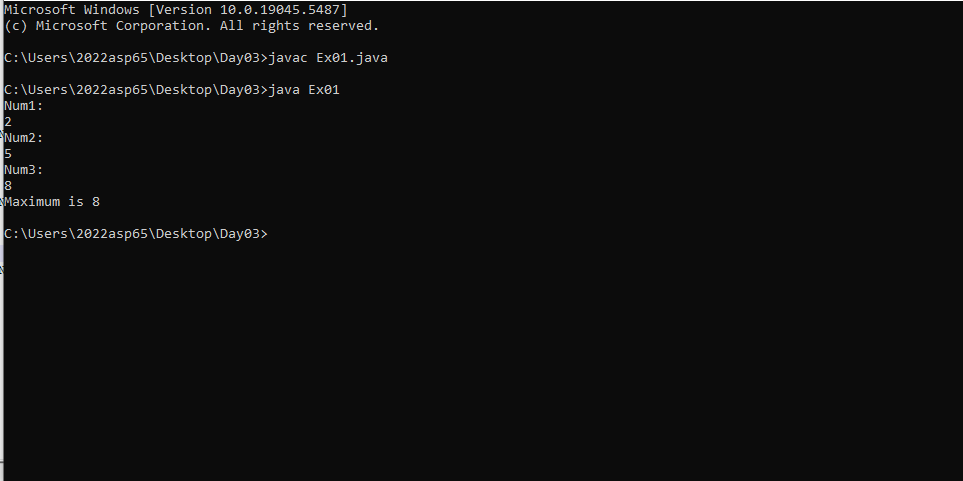 Microsoft Windows [Version 10.0.19045.5487]
(c) Microsoft Corporation. All rights reserved.
C:\Users\2022asp65\Desktop\Day03>javac Ex01.java
C:\Users\2022asp65\Desktop\Day03>java Ex01
Num1:
2
Num2:
5
Num3:
8
Maximum is 8
C:\Users\2022asp65\Desktop\Day03>